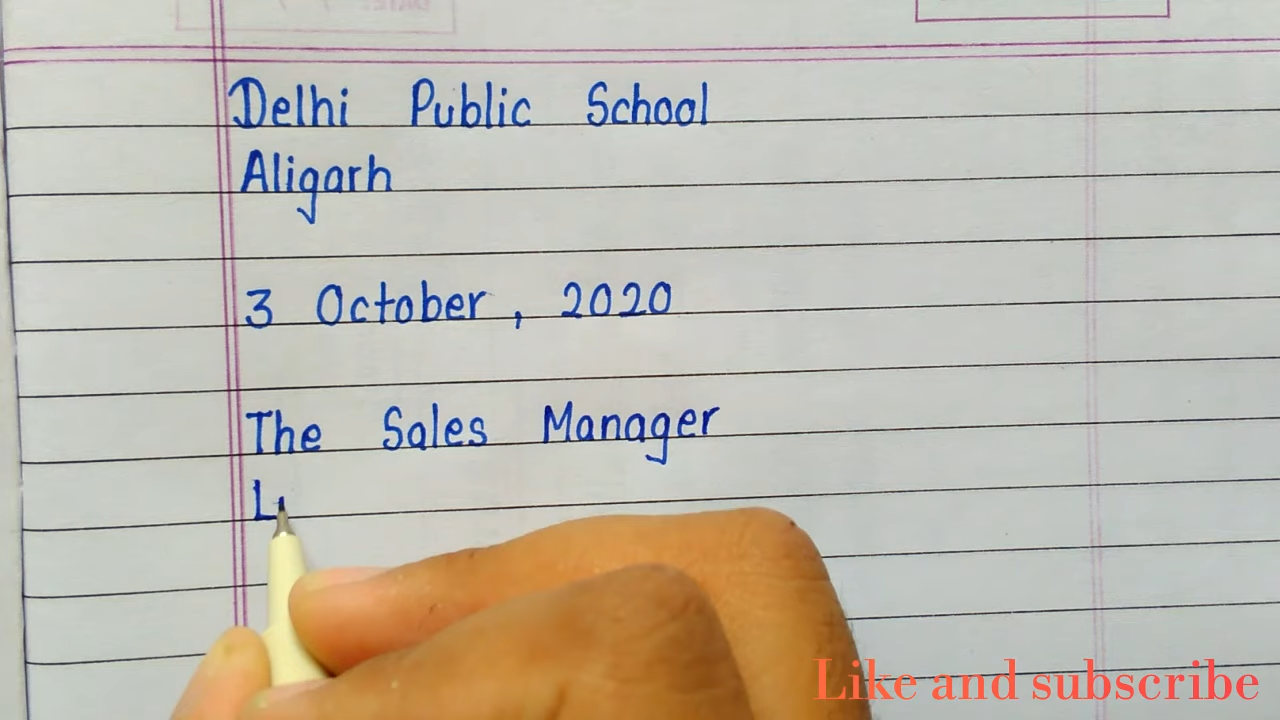 Delhi Public School
Aligarh
3 October, 2020
The Sales Manager
L
Like and subscribe